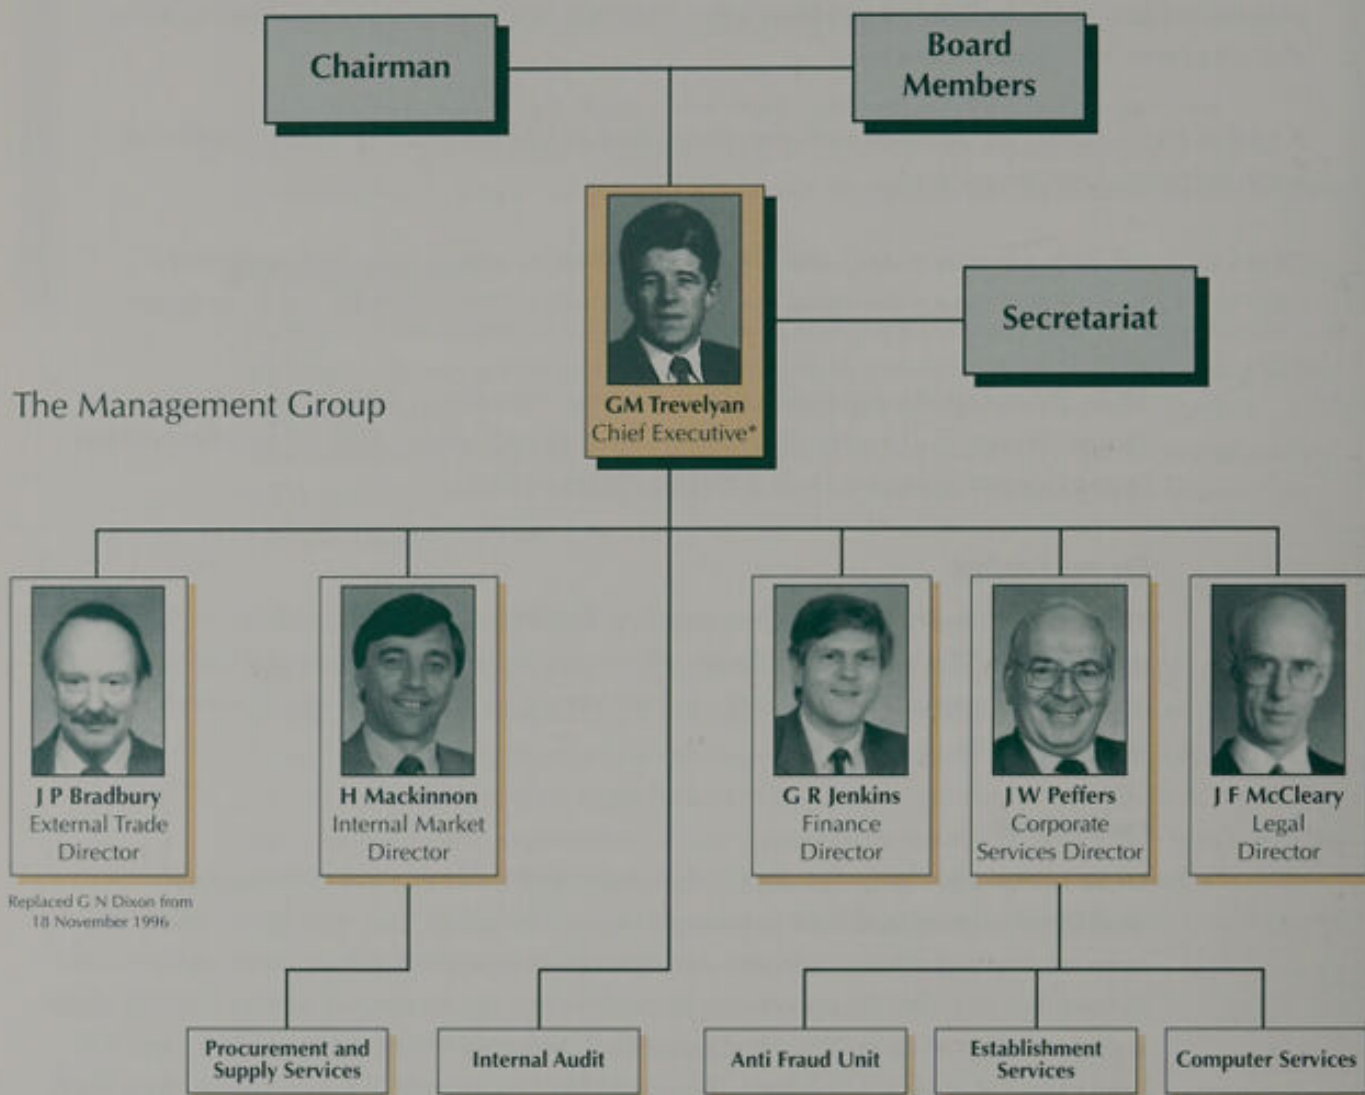 Chairman
Board
Members
GM Trevelyan
Chief Executive*
Secretariat
The Management Group
J P Bradbury
External Trade
Director
Replaced G N Dixon from
18 November 1996
H Mackinnon
Internal Market
Director
G R Jenkins
Finance
Director
J W Peffers
Corporate
Services Director
J F McCleary
Legal
Director
Procurement and
Supply Services
Internal Audit
Anti Fraud Unit
Establishment
Services
Computer Services